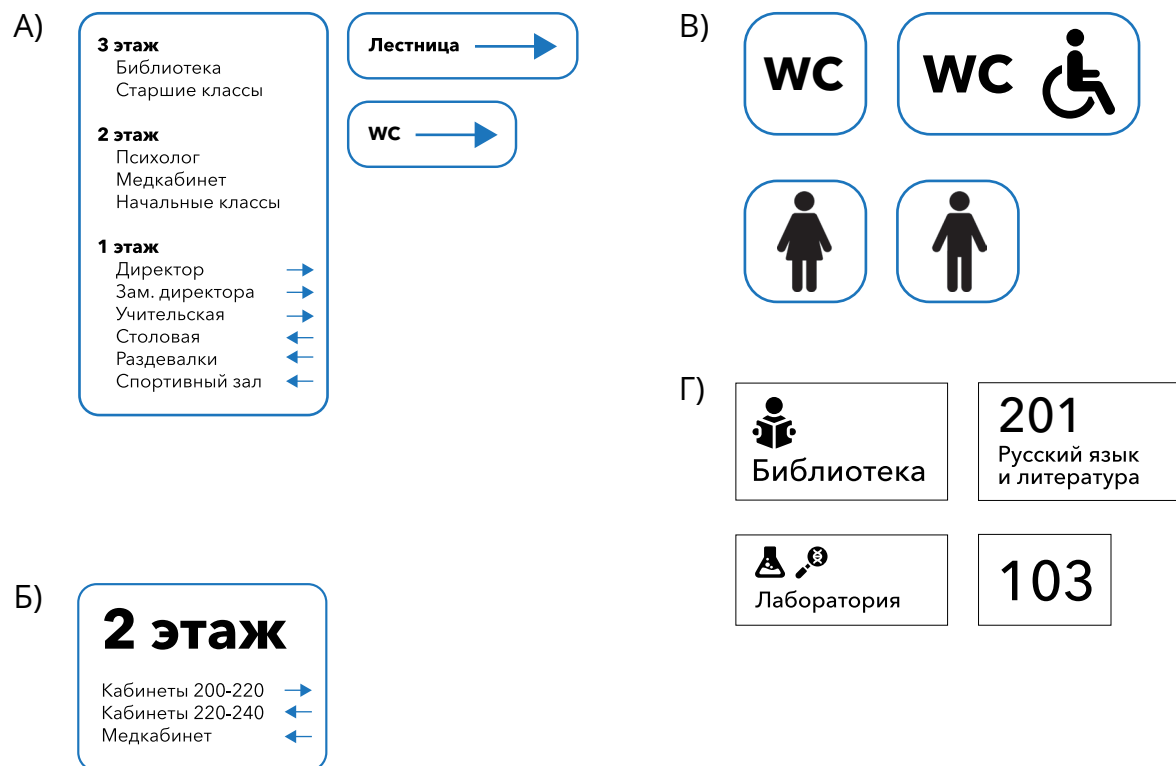 А)
3 этаж
Библиотека
Старшие классы
2 этаж
Психолог
Медкабинет
Начальные классы
1 этаж
Директор
Зам. директора
Учительская
Столовая
Раздевалки
Спортивный зал
Лестница
WC
Б)
2 этаж
Кабинеты 200-220
Кабинеты 220-240
Медкабинет
В)
WC
WC
Г)
Библиотека
201
Русский язык
и литература
Лаборатория
103